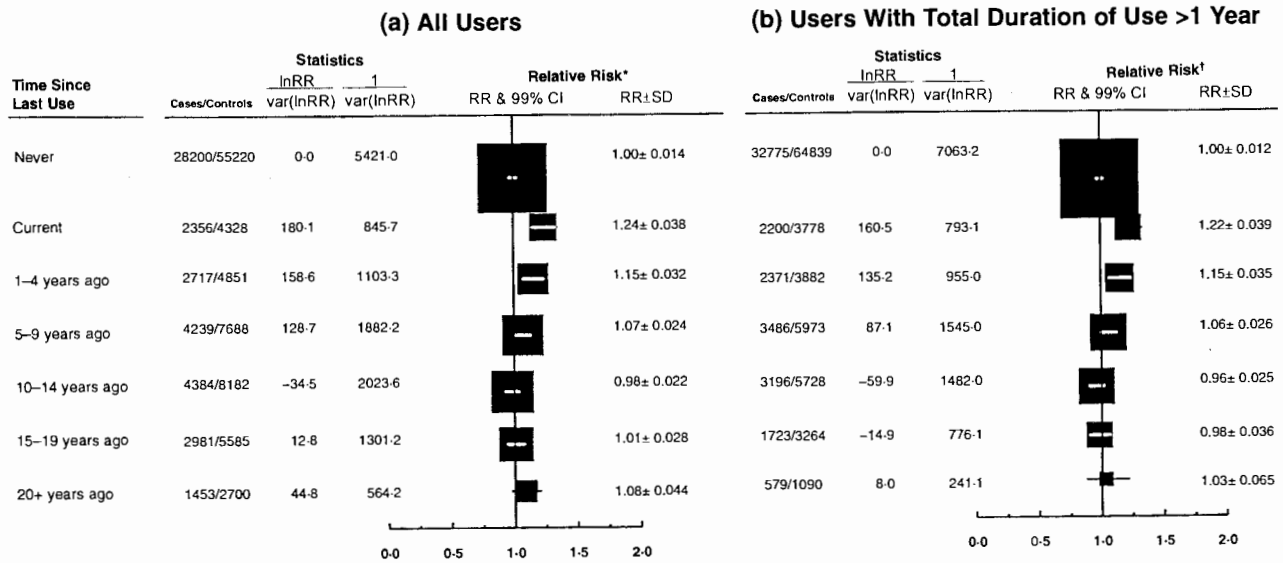 (a) All Users
(b) Users With Total Duration of Use >1 Year
Statistics
Statistics
Time Since
Last Use
Cases/Controls
lnRR
var(lnRR)
1
var(lnRR)
Relative Risk*
RR & 99% CI
RR±SD
Cases/Controls
lnRR
var(lnRR)
1
var(lnRR)
Relative Risk†
RR & 99% CI
RR±SD
Never 28200/55220 0·0 5421·0 1.00± 0·014 32775/64839 0·0 7063·2 1.00± 0.012
Current 2356/4328 180·1 845·7 1.24± 0·038 2200/3778 160·5 793·1 1.22± 0.039
1–4 years ago 2717/4851 158·6 1103·3 1.15± 0.032 2371/3882 135·2 955·0 1.15± 0.035
5–9 years ago 4239/7688 128·7 1882·2 1.07± 0.024 3486/5973 87·1 1545·0 1.06± 0.026
10–14 years ago 4384/8182 −34·5 2023·6 0.98± 0.022 3196/5728 −59·9 1482·0 0.96± 0.025
15–19 years ago 2981/5585 12·8 1301·2 1.01± 0.028 1723/3264 −14·9 776·1 0.98± 0.036
20+ years ago 1453/2700 44·8 564·2 1.08± 0.044 579/1090 8·0 241·1 1.03± 0.065
0·0 0·5 1·0 1·5 2·0
0·0 0·5 1·0 1·5 2·0